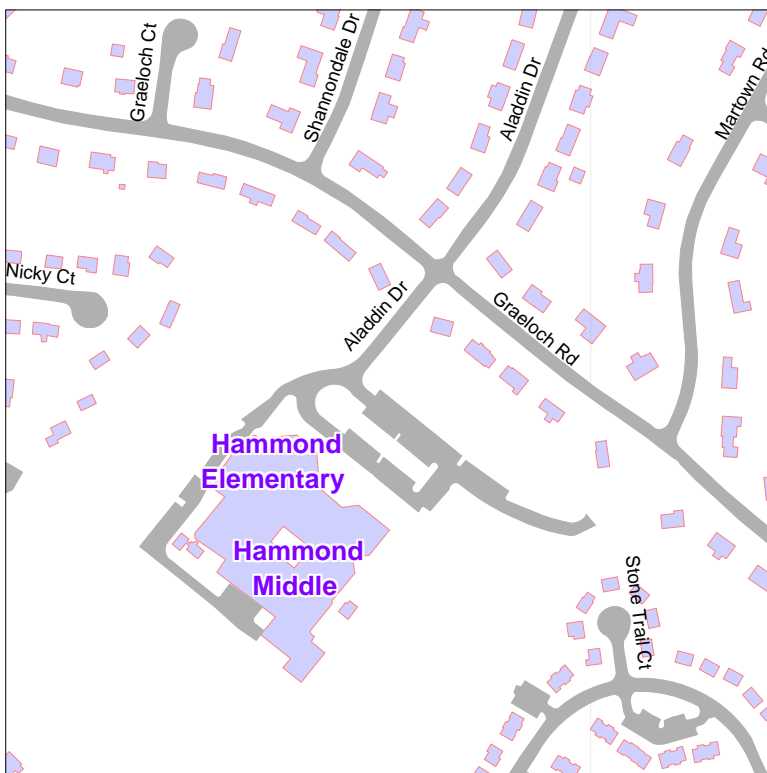 Graeloch Ct
Shannondale Dr
Aladdin Dr
Martown Rd
Nicky Ct
Aladdin Dr
Graeloch Rd
Hammond
Elementary
Hammond
Middle
Stone Trail Ct